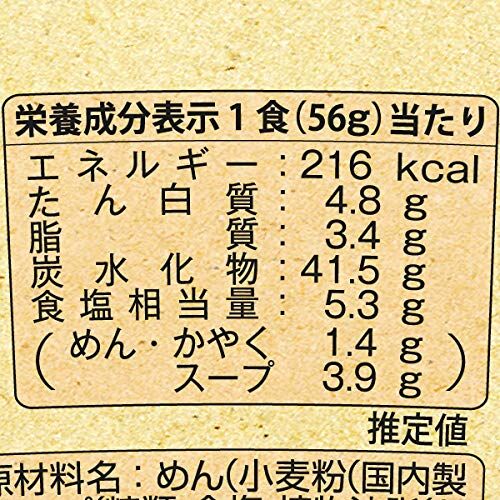 栄養成分表示1食(56g)当たり
エネルギー:216 kcal
たん白質:4.8 g
脂質:3.4 g
炭水化物:41.5 g
食塩相当量:5.3 g
(めん・かやく 1.4 g
スープ 3.9 g)
推定値
原材料名:めん(小麦粉(国内製